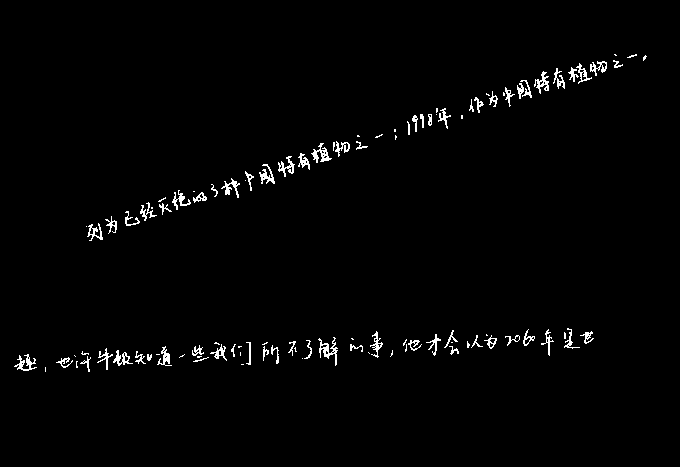 列为已经灭绝的3种中国特有植物之一；1998年，作为中国特有植物之一。
趣，也许牛顿知道一些我们所不了解的事，他才会认为2060年是世